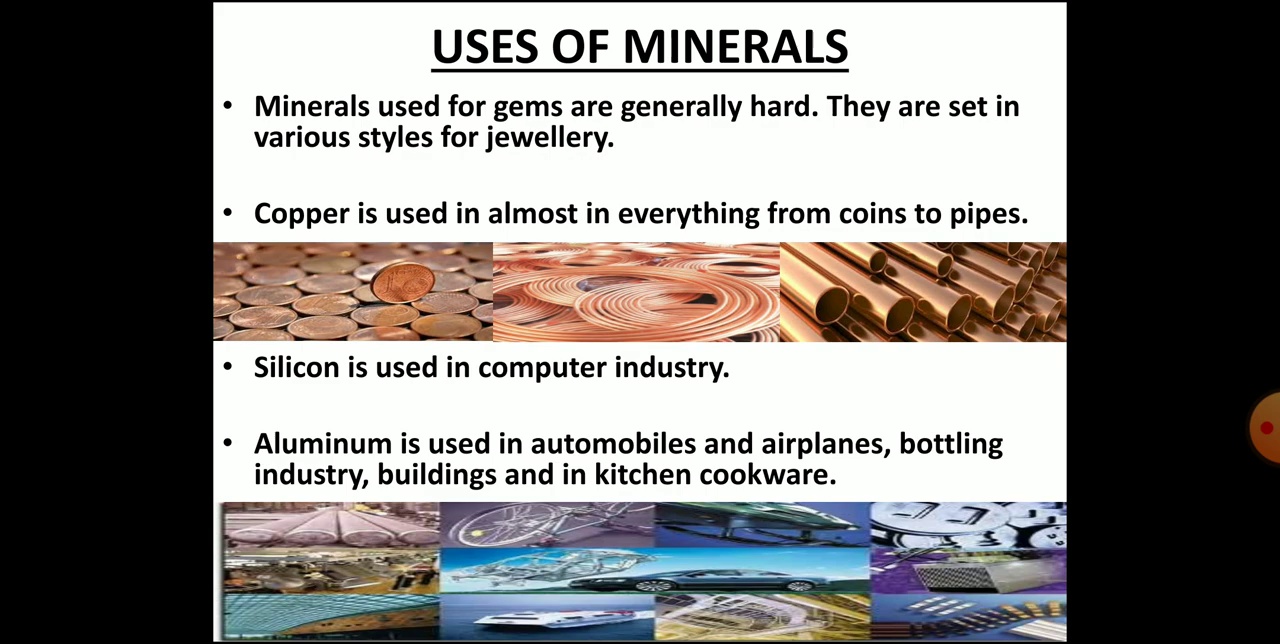 USES OF MINERALS
• Minerals used for gems are generally hard. They are set in
various styles for jewellery.
• Copper is used in almost in everything from coins to pipes.
• Silicon is used in computer industry.
• Aluminum is used in automobiles and airplanes, bottling
industry, buildings and in kitchen cookware.